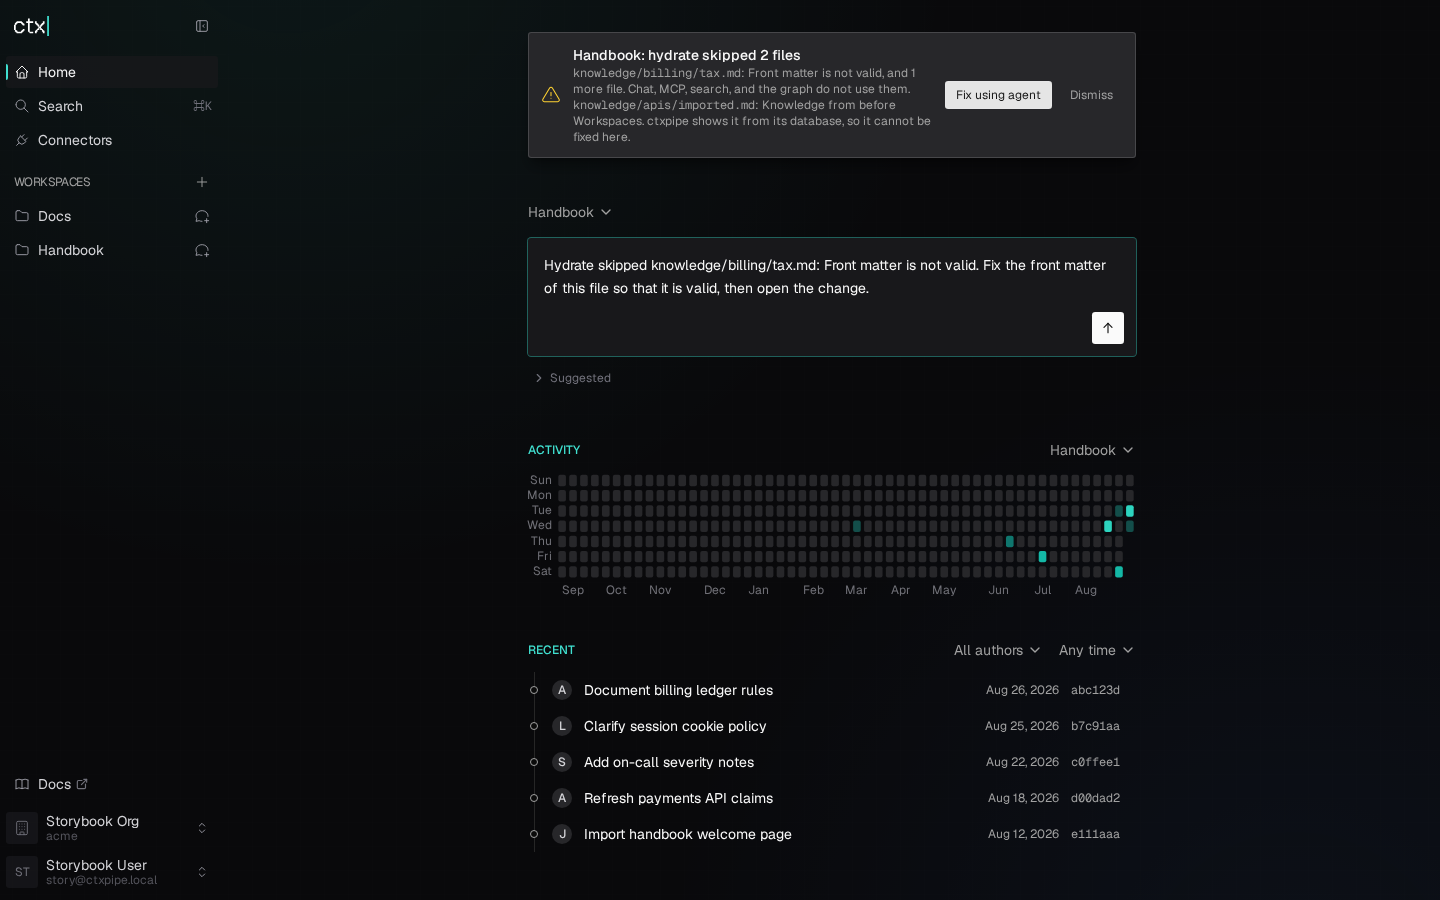 ctx
Home
Search ⌘K
Connectors
WORKSPACES
Docs
Handbook
Handbook: hydrate skipped 2 files
knowledge/billing/tax.md: Front matter is not valid, and 1
more file. Chat, MCP, search, and the graph do not use them.
knowledge/apis/imported.md: Knowledge from before
Workspaces. ctxpipe shows it from its database, so it cannot be
fixed here.
Fix using agent
Dismiss
Handbook
Hydrate skipped knowledge/billing/tax.md: Front matter is not valid. Fix the front matter
of this file so that it is valid, then open the change.
Suggested
ACTIVITY
Handbook
Sun
Mon
Tue
Wed
Thu
Fri
Sat
Sep Oct Nov Dec Jan Feb Mar Apr May Jun Jul Aug
RECENT
All authors Any time
A Document billing ledger rules Aug 26, 2026 abc123d
L Clarify session cookie policy Aug 25, 2026 b7c91aa
S Add on-call severity notes Aug 22, 2026 c0ffee1
A Refresh payments API claims Aug 18, 2026 d00dad2
J Import handbook welcome page Aug 12, 2026 e111aaa
Docs
Storybook Org
acme
ST
Storybook User
story@ctxpipe.local